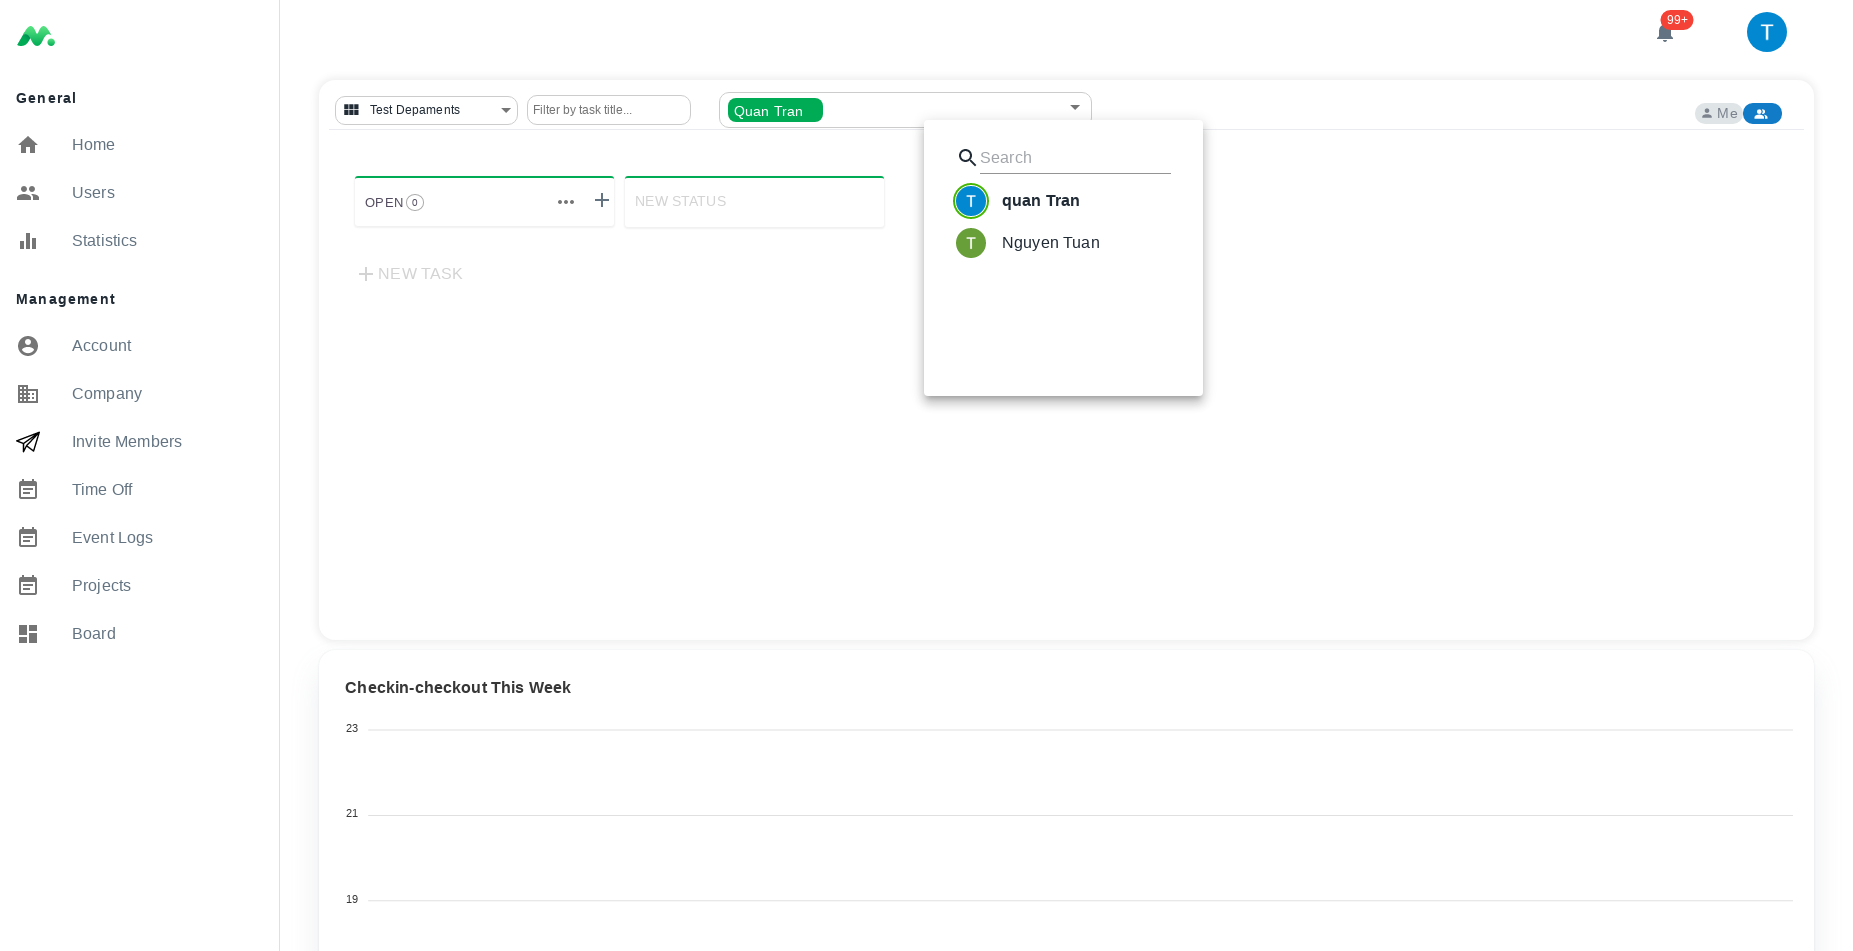 99+
T
General
Home
Users
Statistics
Management
Account
Company
Invite Members
Time Off
Event Logs
Projects
Board
Test Depaments
Filter by task title...
Quan Tran
Me
OPEN 0
NEW STATUS
NEW TASK
Search
T quan Tran
T Nguyen Tuan
Checkin-checkout This Week
23
21
19